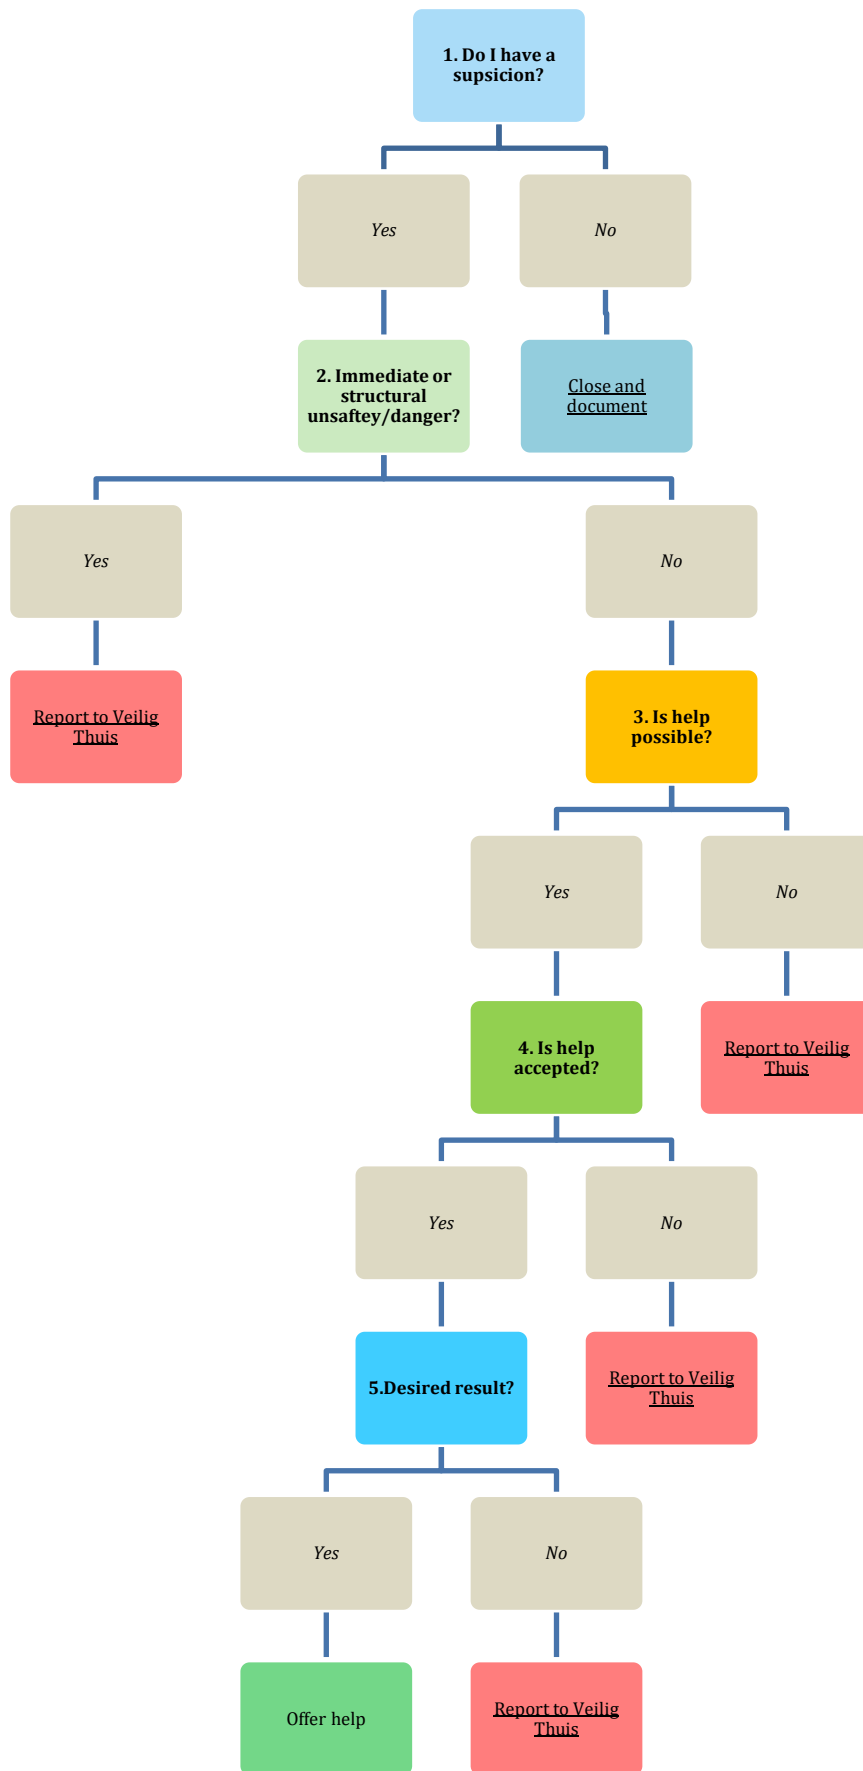 1. Do I have a
supsicion?
Yes
No
2. Immediate or
structural
unsaftey/danger?
Close and
document
Yes
No
Report to Veilig
Thuis
3. Is help
possible?
Yes
No
4. Is help
accepted?
Report to Veilig
Thuis
Yes
No
5.Desired result?
Report to Veilig
Thuis
Yes
No
Offer help
Report to Veilig
Thuis